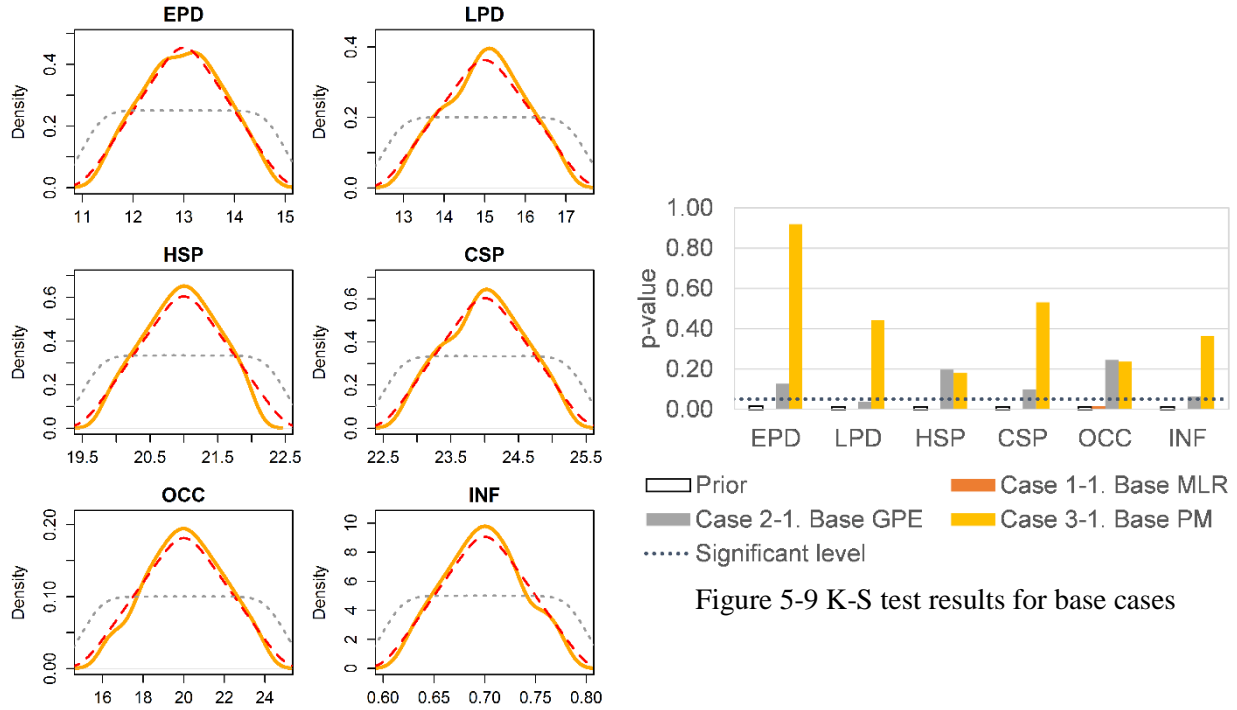 EPD
Density
0.0 0.2 0.4
11 12 13 14 15
LPD
Density
0.0 0.2 0.4
13 14 15 16 17
HSP
Density
0.0 0.2 0.4 0.6
19.5 20.5 21.5 22.5
CSP
Density
0.0 0.2 0.4 0.6
22.5 23.5 24.5 25.5
OCC
Density
0.00 0.10 0.20
16 18 20 22 24
INF
Density
0 2 4 6 8 10
0.60 0.65 0.70 0.75 0.80
p-value
1.00
0.80
0.60
0.40
0.20
0.00
EPD LPD HSP CSP OCC INF
Prior
Case 1-1. Base MLR
Case 2-1. Base GPE
Case 3-1. Base PM
Significant level
Figure 5-9 K-S test results for base cases